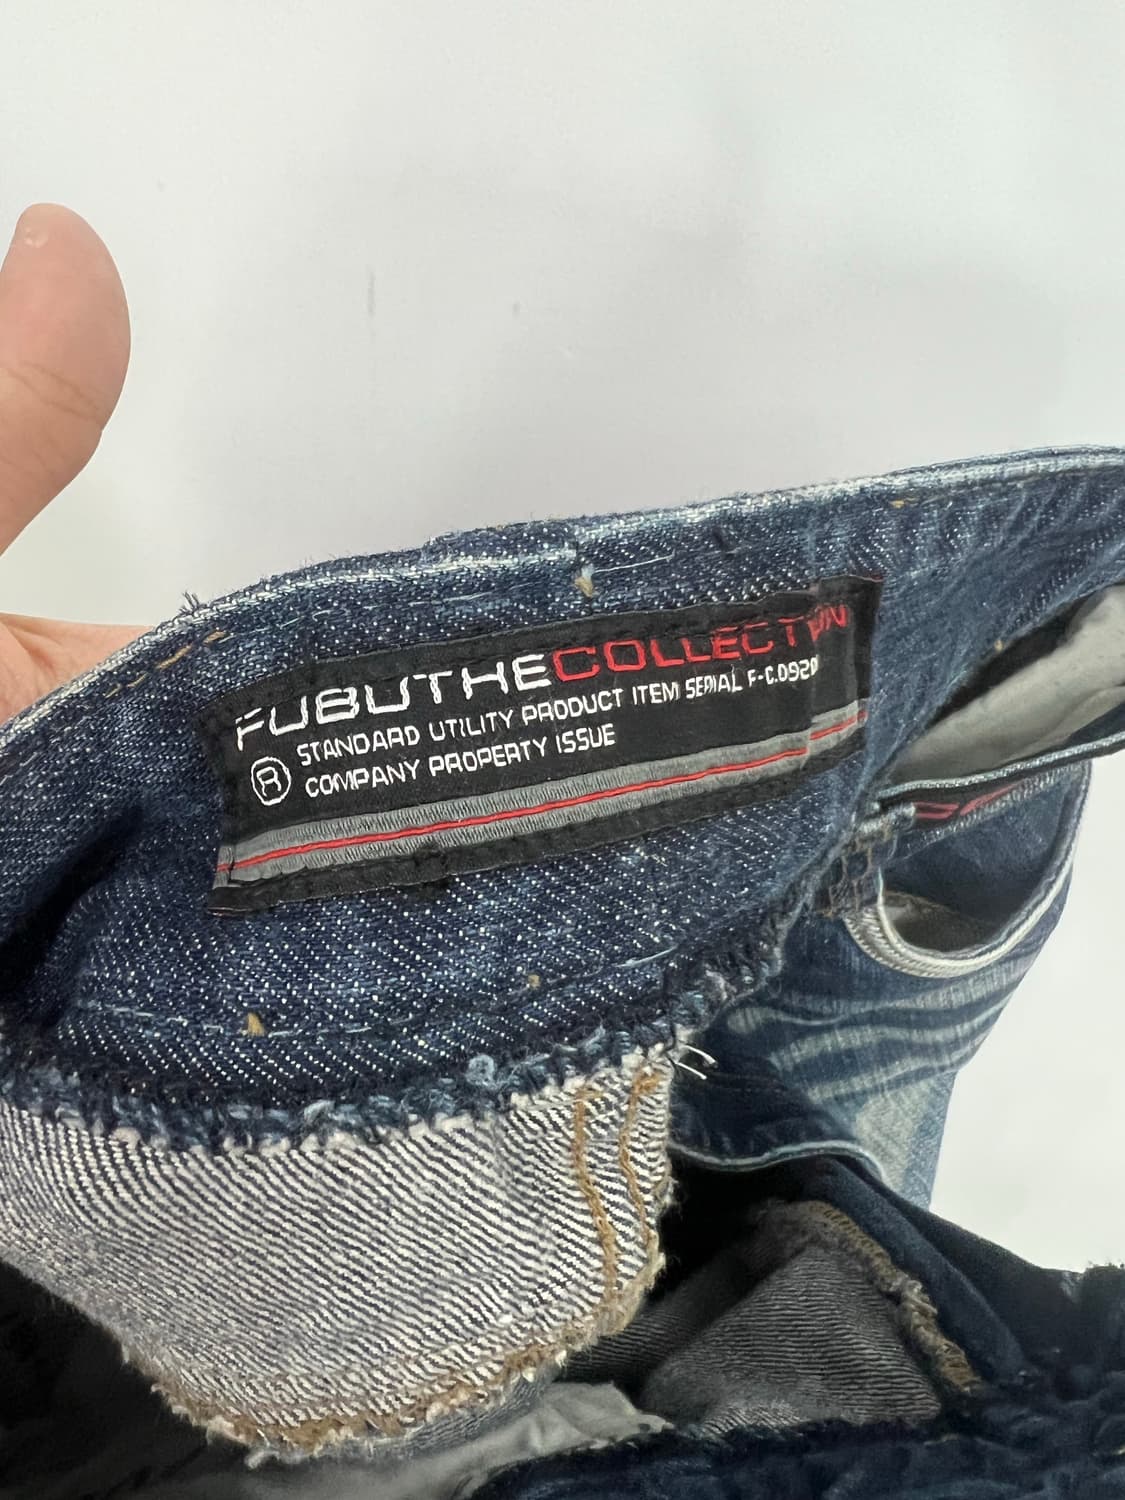 FUBUTHECOLLECTION
STANDARD UTILITY PRODUCT ITEM SERIAL F-C.0920
® COMPANY PROPERTY ISSUE